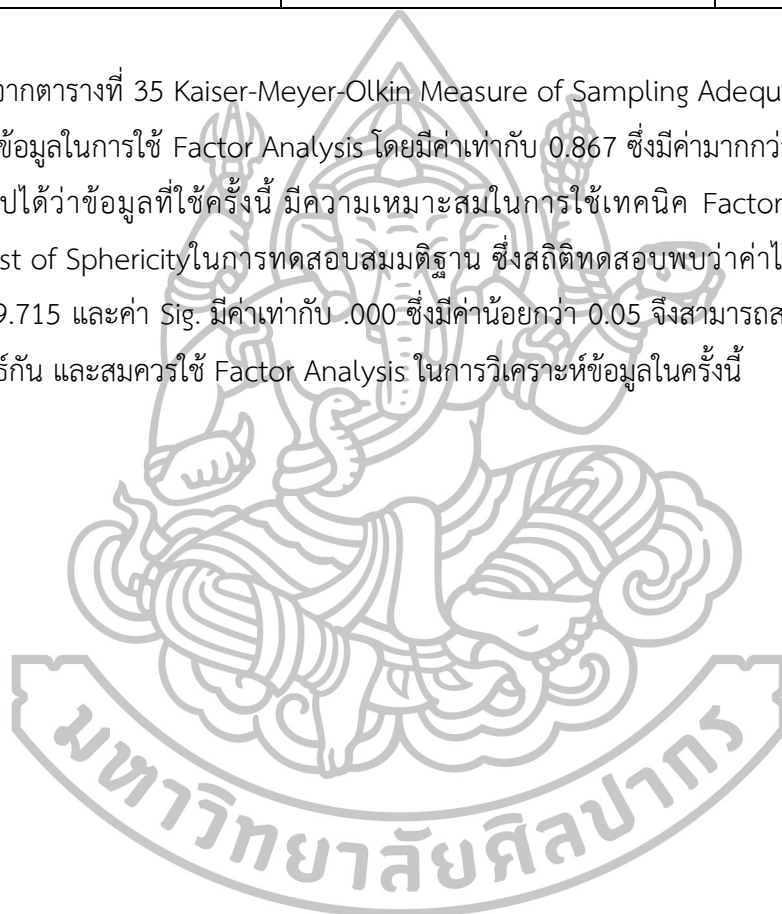 จากตารางที่ 35 Kaiser-Meyer-Olkin Measure of Sampling Adequ
ข้อมูลในการใช้ Factor Analysis โดยมีค่าเท่ากับ 0.867 ซึ่งมีค่ามากกว่
ปได้ว่าข้อมูลที่ใช้ครั้งนี้ มีความเหมาะสมในการใช้เทคนิค Factor
st of Sphericityในการทดสอบสมมติฐาน ซึ่งสถิติทดสอบพบว่าค่าไ
9.715 และค่า Sig. มีค่าเท่ากับ .000 ซึ่งมีค่าน้อยกว่า 0.05 จึงสามารถส
ธ์กัน และสมควรใช้ Factor Analysis ในการวิเคราะห์ข้อมูลในครั้งนี้
มหาวิทยาลัยศิลปากร